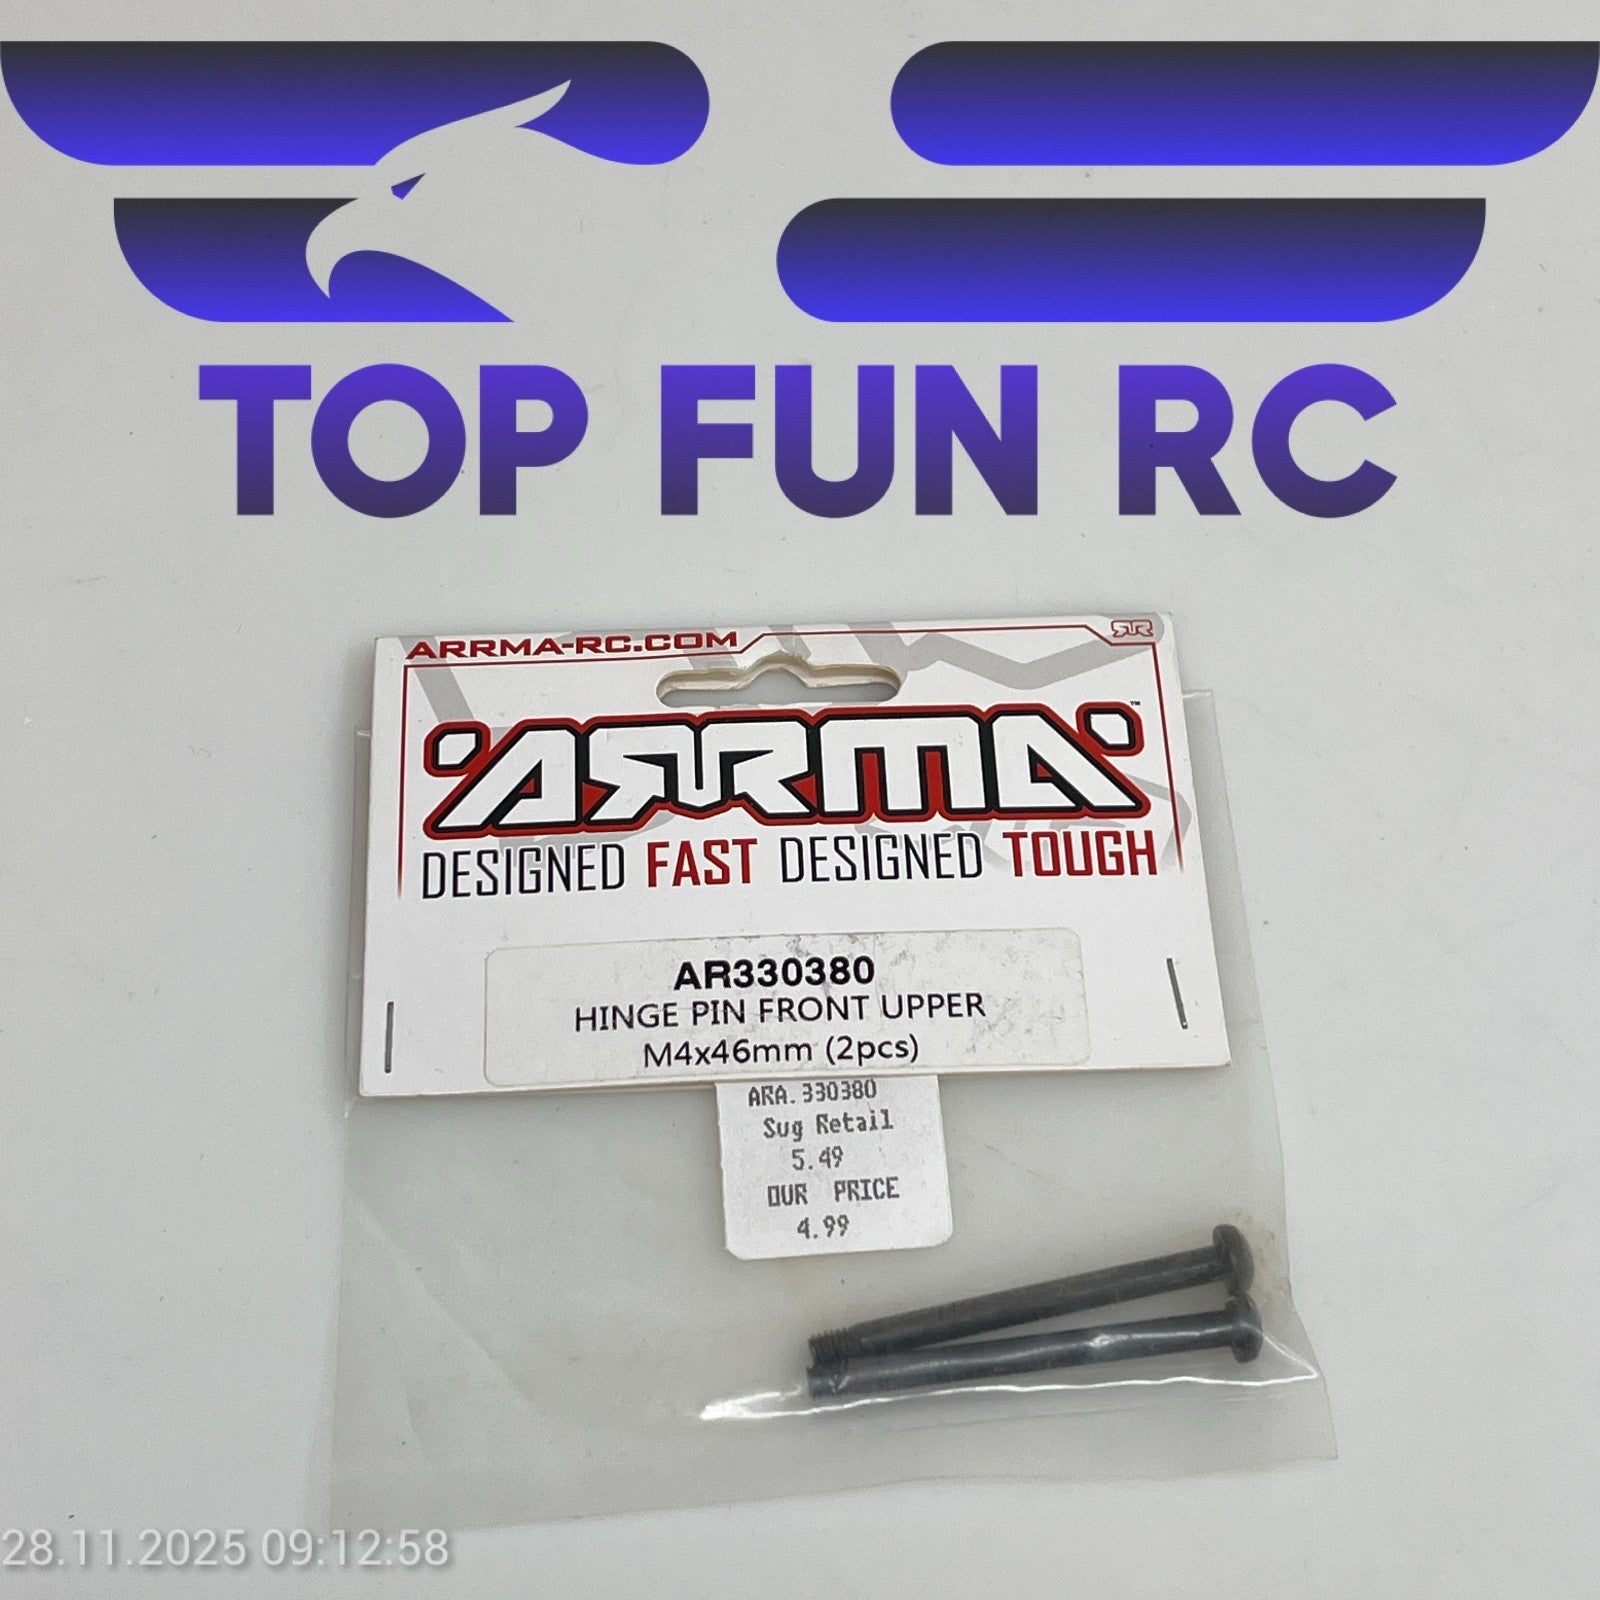 TOP FUN RC
ARRMA-RC.COM
ARRMA™
DESIGNED FAST DESIGNED TOUGH
AR330380
HINGE PIN FRONT UPPER
M4x46mm (2pcs)
ARA.330380
Sug Retail
5.49
OUR PRICE
4.99
28.11.2025 09:12:58